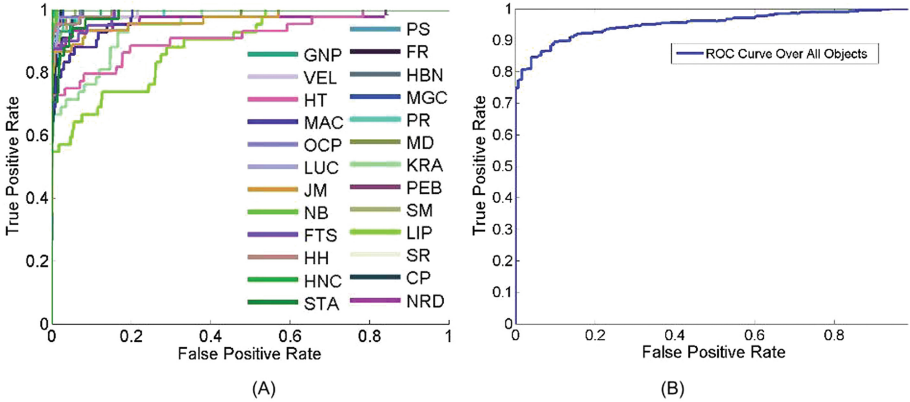 1
0.8
0.6
0.4
0.2
0
True Positive Rate
0
0.2
0.4
0.6
0.8
1
False Positive Rate
GNP
VEL
HT
MAC
OCP
LUC
JM
NB
FTS
HH
HNC
STA
PS
FR
HBN
MGC
PR
MD
KRA
PEB
SM
LIP
SR
CP
NRD
(A)
1
0.9
0.8
0.7
0.6
0.5
0.4
0.3
0.2
0.1
0
True Positive Rate
0
0.2
0.4
0.6
0.8
False Positive Rate
ROC Curve Over All Objects
(B)